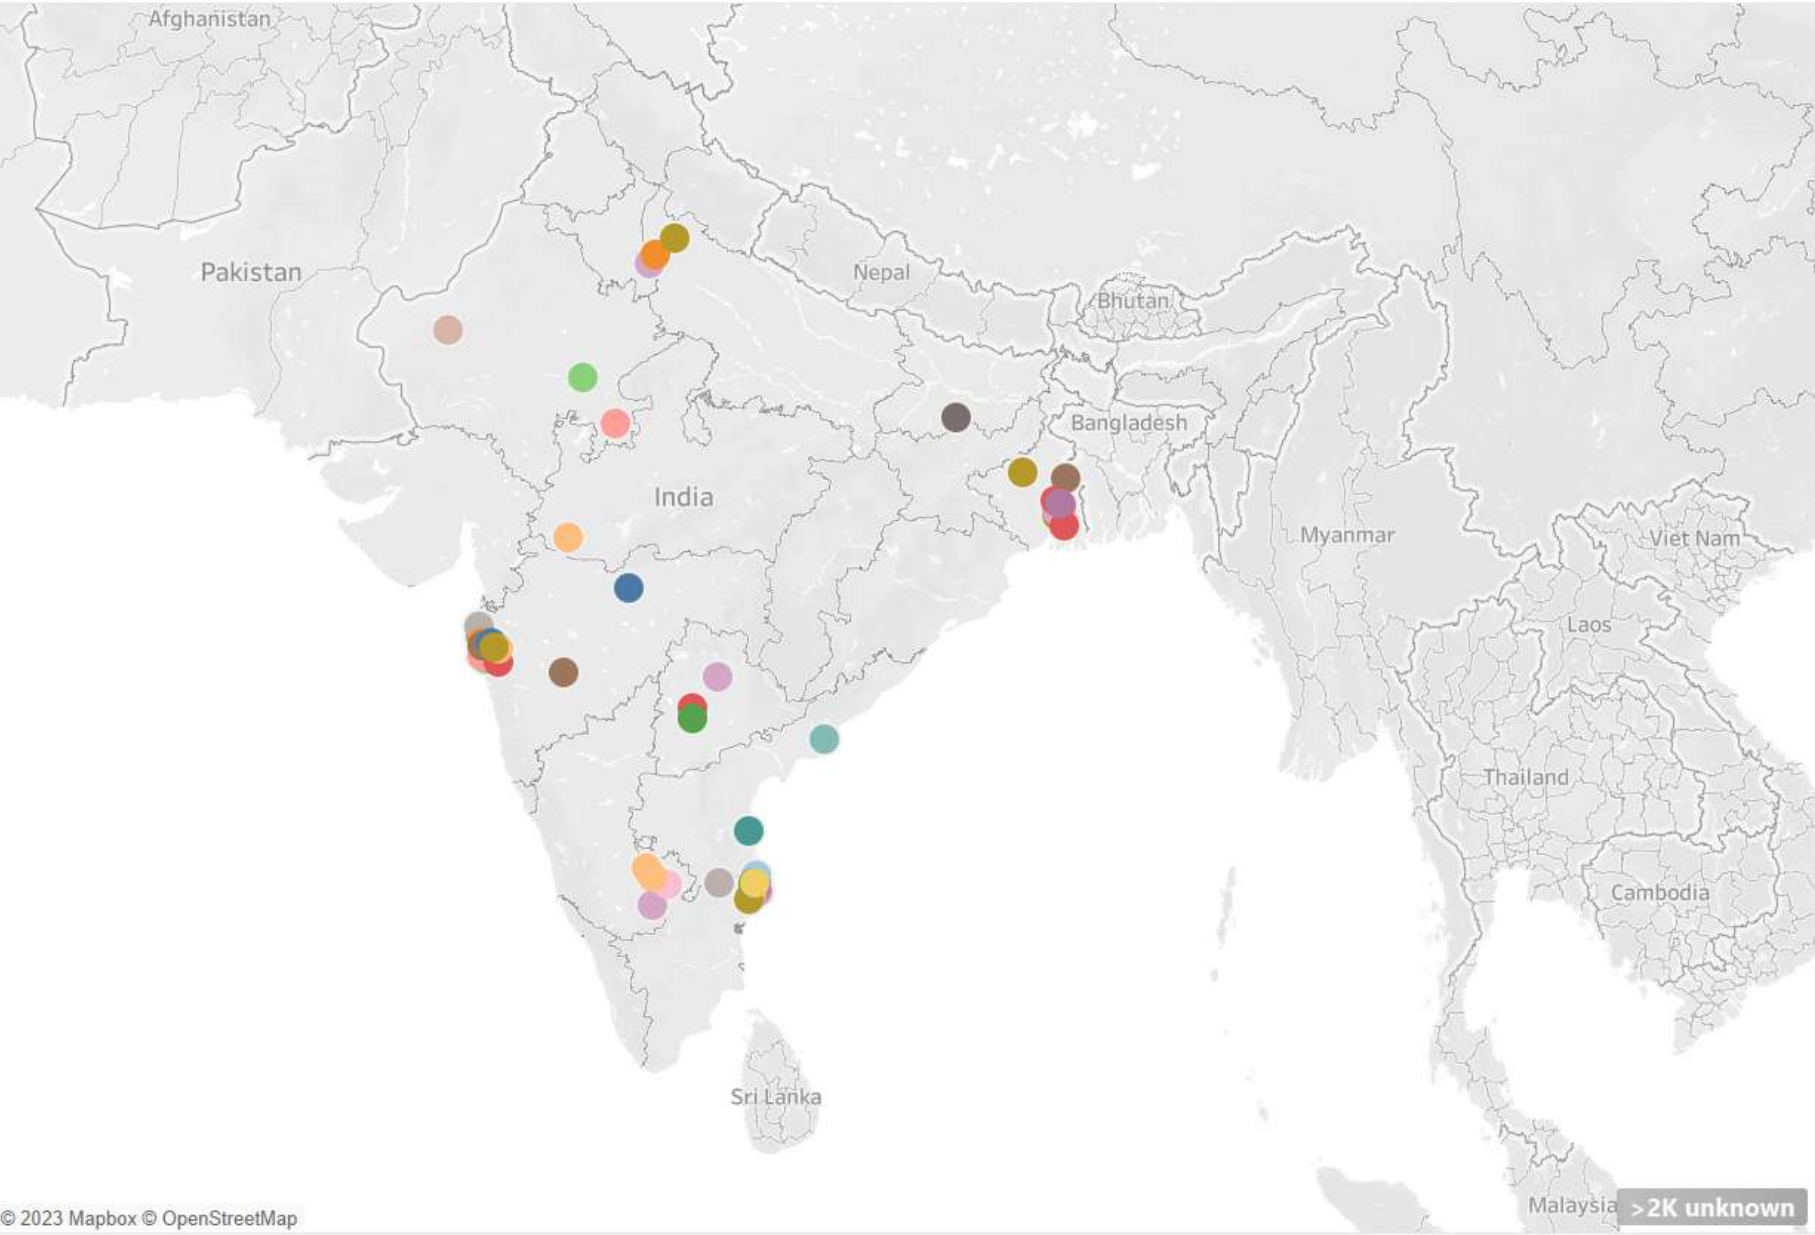 Afghanistan
Pakistan
Nepal
Bhutan
Bangladesh
India
Myanmar
Viet Nam
Laos
Thailand
Cambodia
Sri Lanka
Malaysia
>2K unknown
© 2023 Mapbox © OpenStreetMap